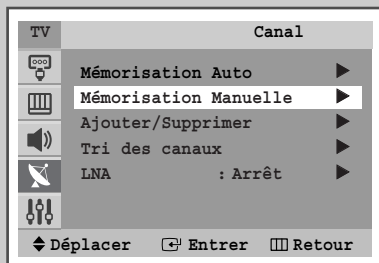 TV Canal
Mémorisation Auto
Mémorisation Manuelle
Ajouter/Supprimer
Tri des canaux
LNA : Arrêt
Déplacer Entrer Retour